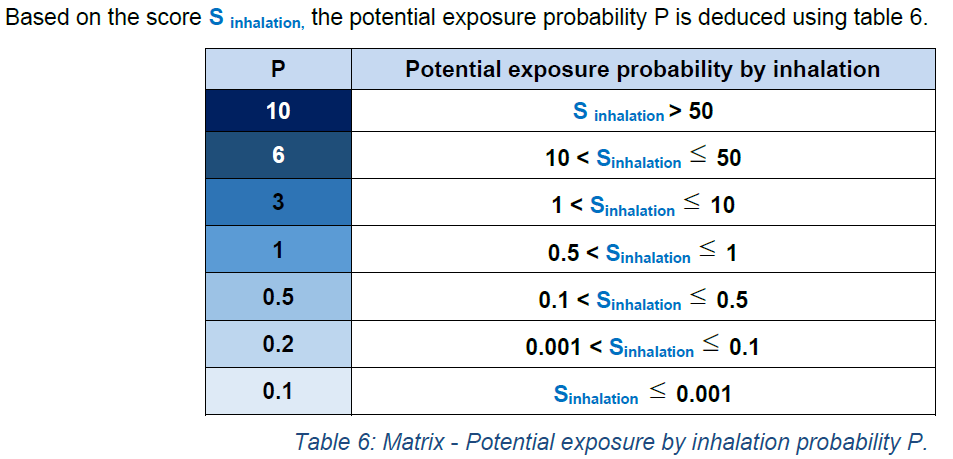 Based on the score S inhalation, the potential exposure probability P is deduced using table 6.
P Potential exposure probability by inhalation
10 S inhalation > 50
6 10 < Sinhalation ≤ 50
3 1 < Sinhalation ≤ 10
1 0.5 < Sinhalation ≤ 1
0.5 0.1 < Sinhalation ≤ 0.5
0.2 0.001 < Sinhalation ≤ 0.1
0.1 Sinhalation ≤ 0.001
Table 6: Matrix - Potential exposure by inhalation probability P.